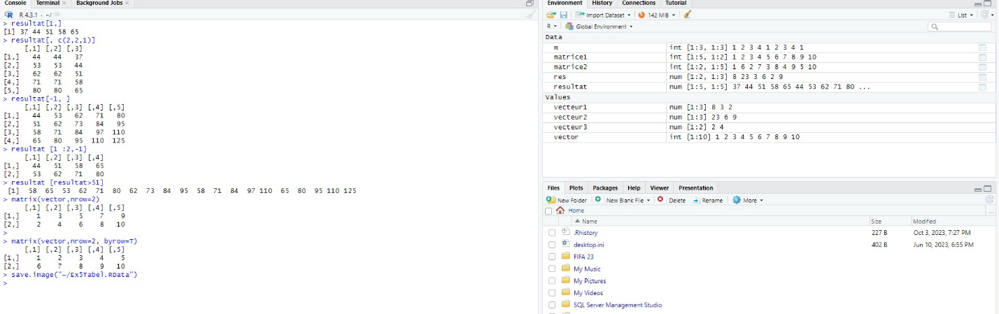 Console Terminal × Background Jobs ×
R 4.3.1 · ~/
> resultat[1,]
[1] 37 44 51 58 65
> resultat[, c(2,2,1)]
[,1] [,2] [,3]
[1,] 44 44 37
[2,] 53 53 44
[3,] 62 62 51
[4,] 71 71 58
[5,] 80 80 65
> resultat[-1, ]
[,1] [,2] [,3] [,4] [,5]
[1,] 44 53 62 71 80
[2,] 51 62 73 84 95
[3,] 58 71 84 97 110
[4,] 65 80 95 110 125
> resultat [1 :2,-1]
[,1] [,2] [,3] [,4]
[1,] 44 51 58 65
[2,] 53 62 71 80
> resultat [resultat>51]
[1] 58 65 53 62 71 80 62 73 84 95 58 71 84 97 110 65 80 95 110 125
> matrix(vector,nrow=2)
[,1] [,2] [,3] [,4] [,5]
[1,] 1 3 5 7 9
[2,] 2 4 6 8 10
>
> matrix(vector,nrow=2, byrow=T)
[,1] [,2] [,3] [,4] [,5]
[1,] 1 2 3 4 5
[2,] 6 7 8 9 10
> save.image("~/Ex5Tabel.RData")
>
Environment History Connections Tutorial
Import Dataset 142 MiB List
R Global Environment
Data
m int [1:3, 1:3] 1 2 3 4 1 2 3 4 1
matrice1 int [1:5, 1:2] 1 2 3 4 5 6 7 8 9 10
matrice2 int [1:2, 1:5] 1 6 2 7 3 8 4 9 5 10
res num [1:2, 1:3] 8 23 3 6 2 9
resultat num [1:5, 1:5] 37 44 51 58 65 44 53 62 71 80 ...
Values
vecteur1 num [1:3] 8 3 2
vecteur2 num [1:3] 23 6 9
vecteur3 num [1:2] 2 4
vector int [1:10] 1 2 3 4 5 6 7 8 9 10
Files Plots Packages Help Viewer Presentation
New Folder New Blank File Delete Rename More
Home ...
Name Size Modified
.Rhistory 227 B Oct 3, 2023, 7:27 PM
desktop.ini 402 B Jun 10, 2023, 6:55 PM
FIFA 23
My Music
My Pictures
My Videos
SQL Server Management Studio